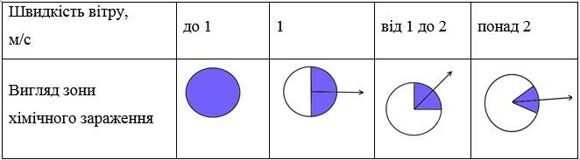 Швидкість вітру,
м/с
до 1
1
від 1 до 2
понад 2
Вигляд зони
хімічного зараження